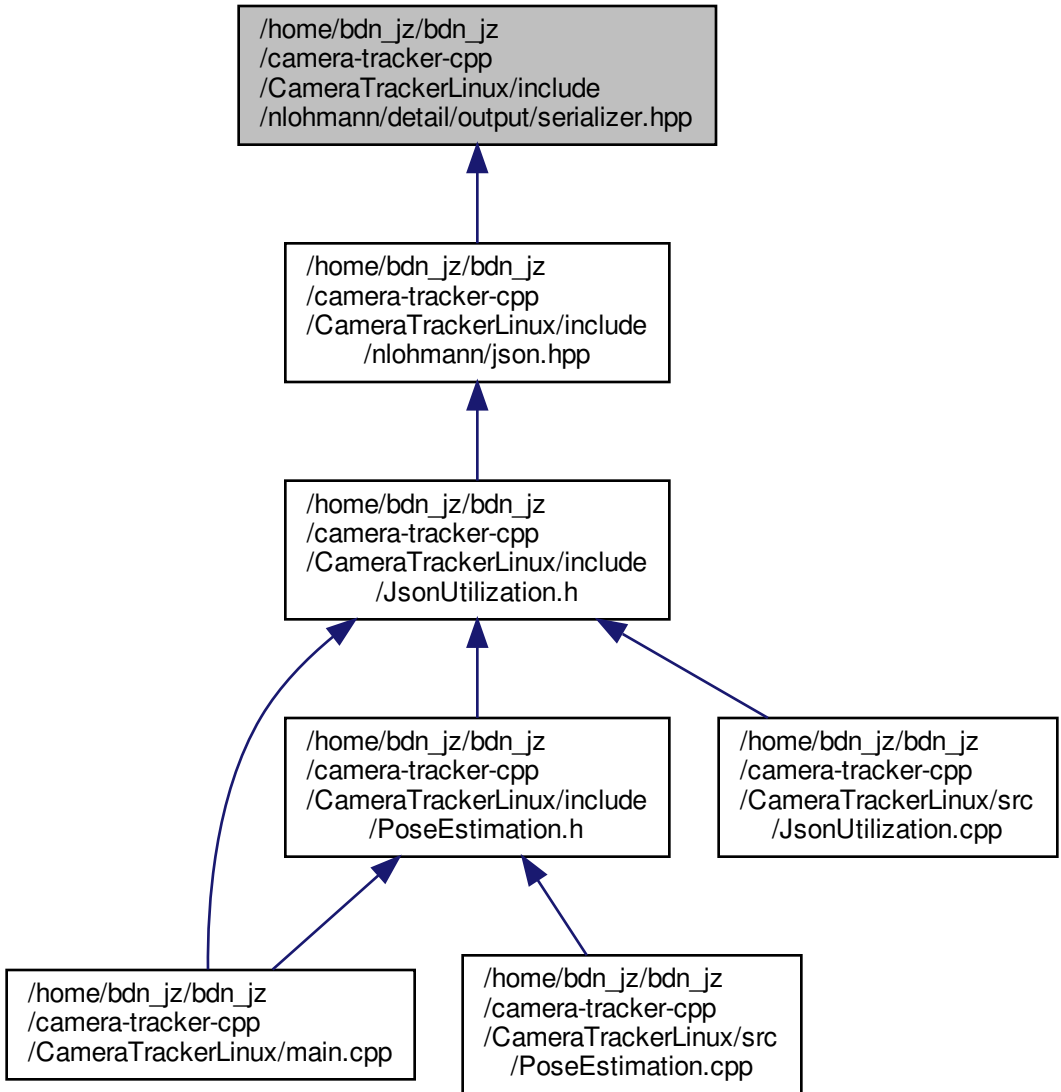 /home/bdn_jz/bdn_jz
/camera-tracker-cpp
/CameraTrackerLinux/include
/nlohmann/detail/output/serializer.hpp
/home/bdn_jz/bdn_jz
/camera-tracker-cpp
/CameraTrackerLinux/include
/nlohmann/json.hpp
/home/bdn_jz/bdn_jz
/camera-tracker-cpp
/CameraTrackerLinux/include
/JsonUtilization.h
/home/bdn_jz/bdn_jz
/camera-tracker-cpp
/CameraTrackerLinux/include
/PoseEstimation.h
/home/bdn_jz/bdn_jz
/camera-tracker-cpp
/CameraTrackerLinux/src
/JsonUtilization.cpp
/home/bdn_jz/bdn_jz
/camera-tracker-cpp
/CameraTrackerLinux/main.cpp
/home/bdn_jz/bdn_jz
/camera-tracker-cpp
/CameraTrackerLinux/src
/PoseEstimation.cpp